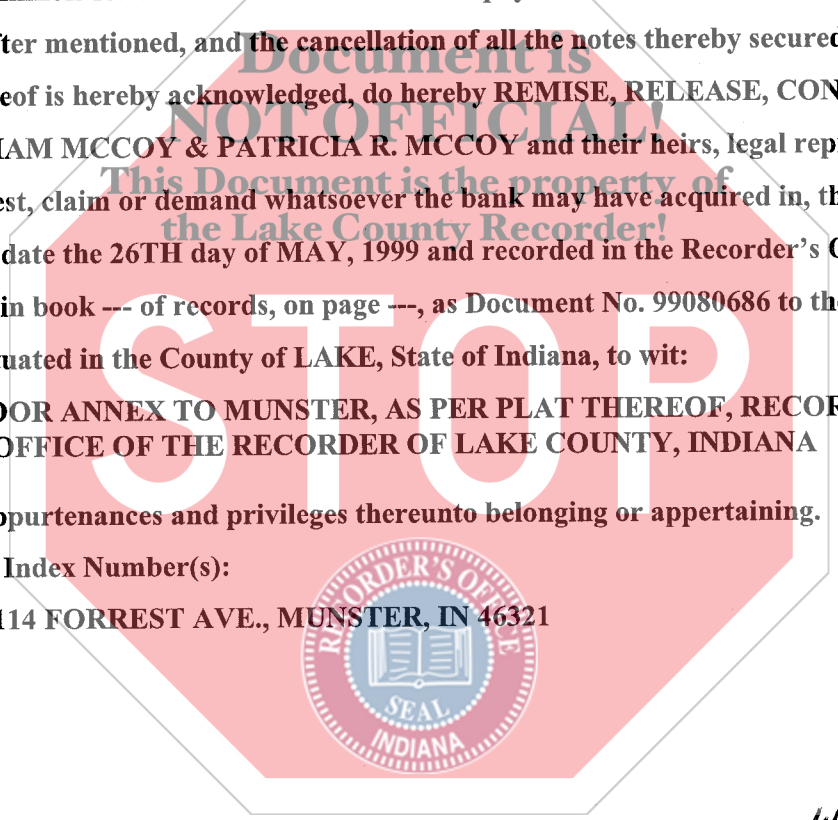 fter mentioned, and the cancellation of all the notes thereby secured
Document is
eof is hereby acknowledged, do hereby REMISE, RELEASE, CON
NOT OFFICIAL!
IAM MCCOY & PATRICIA R. MCCOY and their heirs, legal rep
This Document is the property of
est, claim or demand whatsoever the bank may have acquired in, th
the Lake County Recorder!
date the 26TH day of MAY, 1999 and recorded in the Recorder's O
in book --- of records, on page ---, as Document No. 99080686 to th
uated in the County of LAKE, State of Indiana, to wit:
STOP
OOR ANNEX TO MUNSTER, AS PER PLAT THEREOF, RECOR
OFFICE OF THE RECORDER OF LAKE COUNTY, INDIANA
ppurtenances and privileges thereunto belonging or appertaining.
Index Number(s):
114 FORREST AVE., MUNSTER, IN 46321
RECORDER'S OFFICE
SEAL
INDIANA